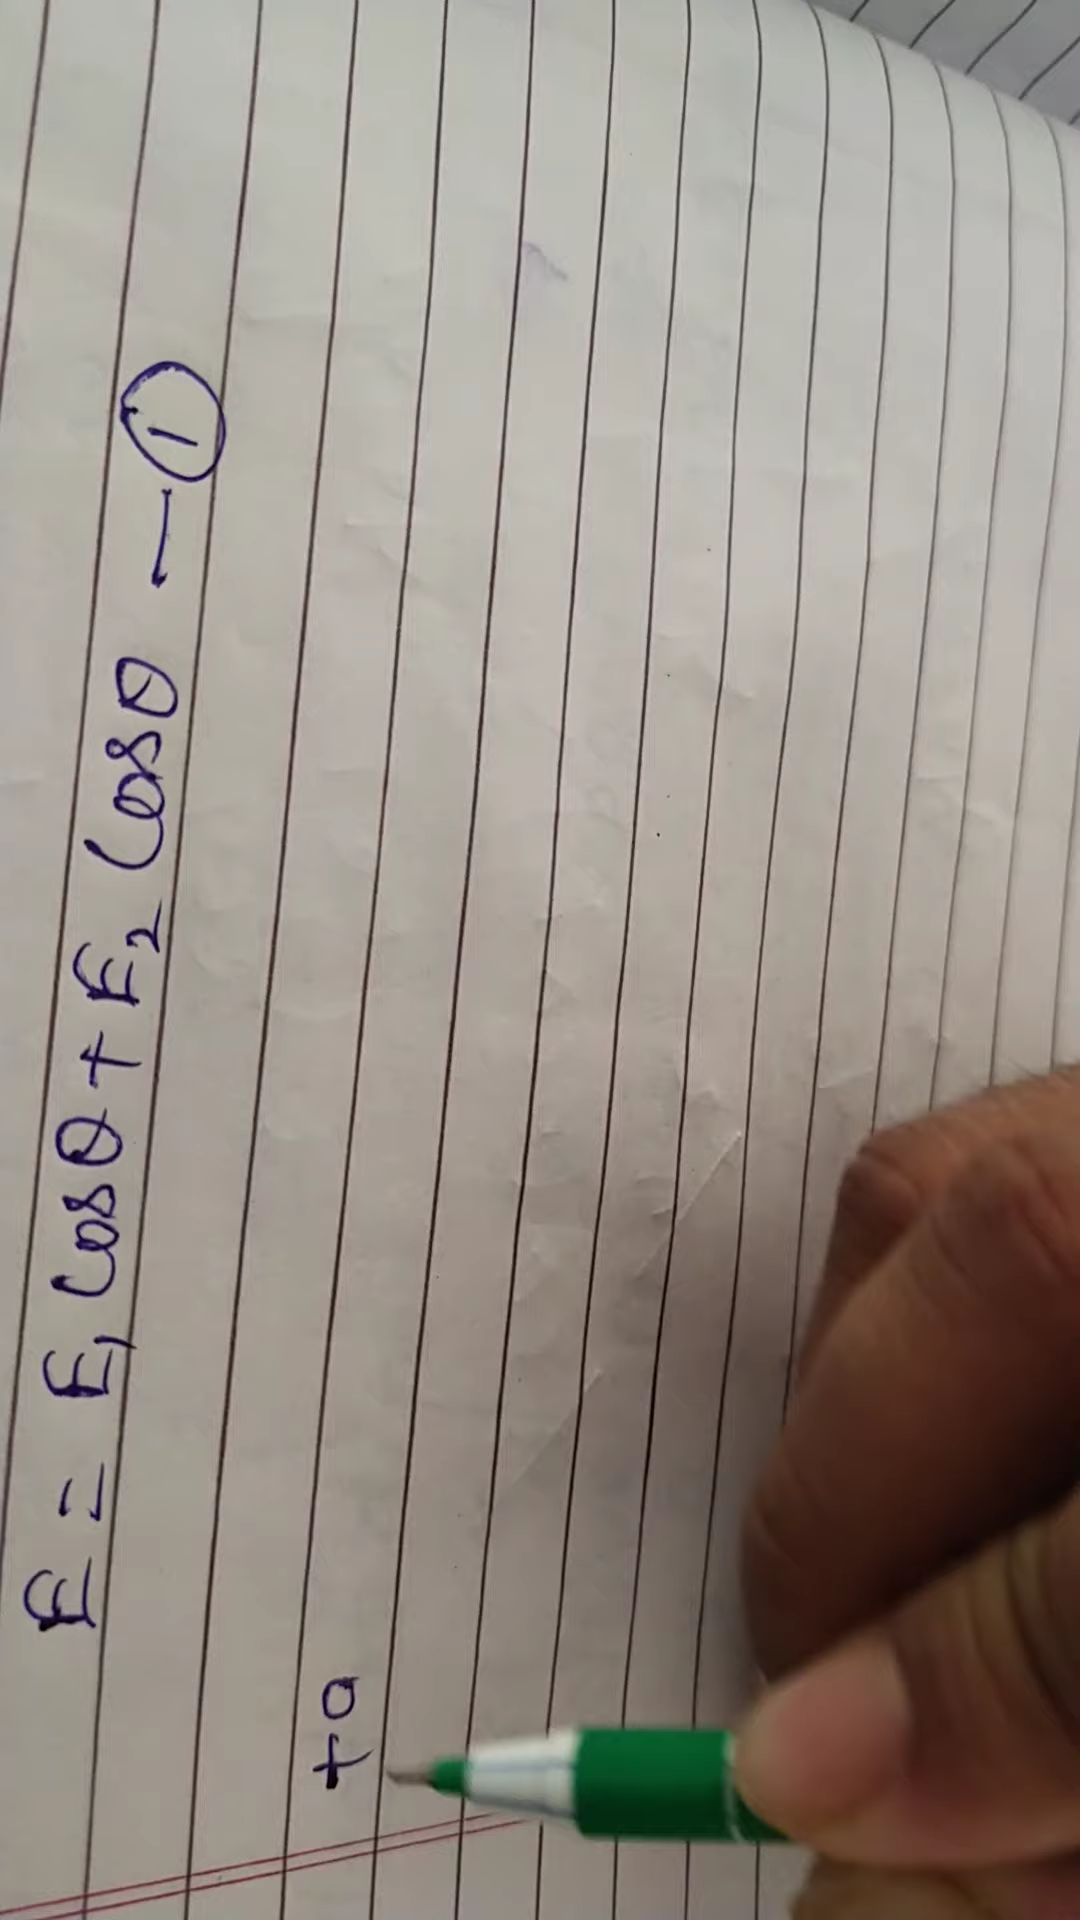 E = E₁ Cosθ + E₂ Cosθ — ①
+q